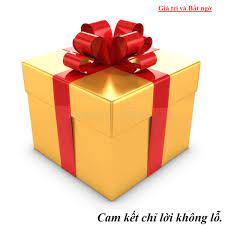 Giá trị và Bất ngờ
Cam kết chỉ lời không lỗ.